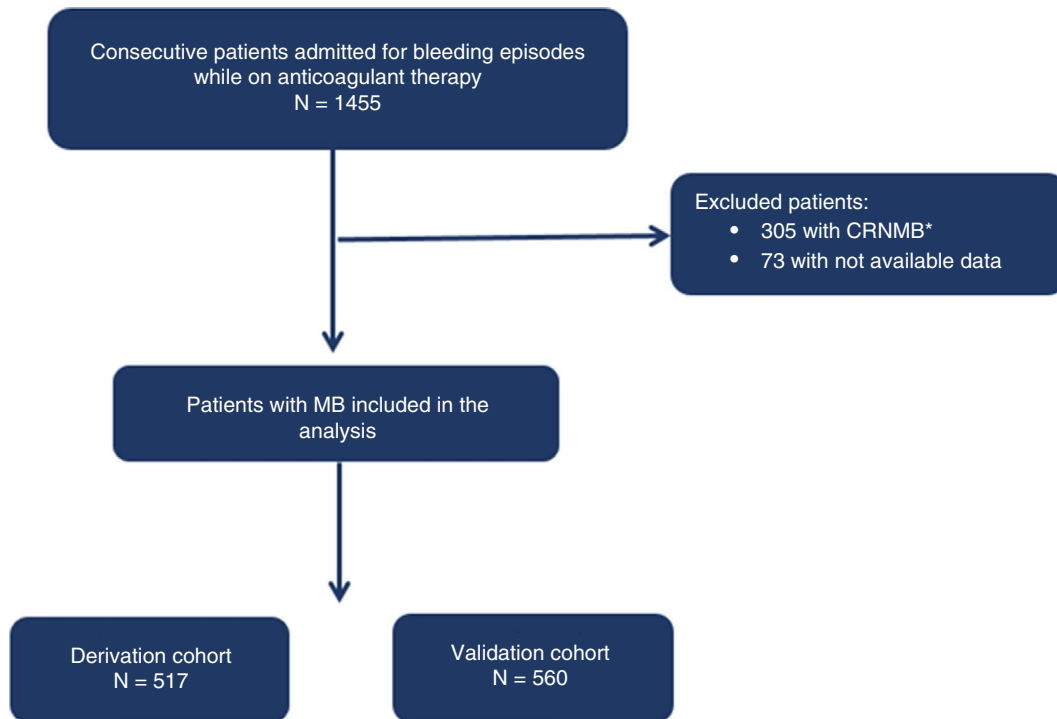 Consecutive patients admitted for bleeding episodes
while on anticoagulant therapy
N = 1455
Excluded patients:
• 305 with CRNMB*
• 73 with not available data
Patients with MB included in the
analysis
Derivation cohort
N = 517
Validation cohort
N = 560